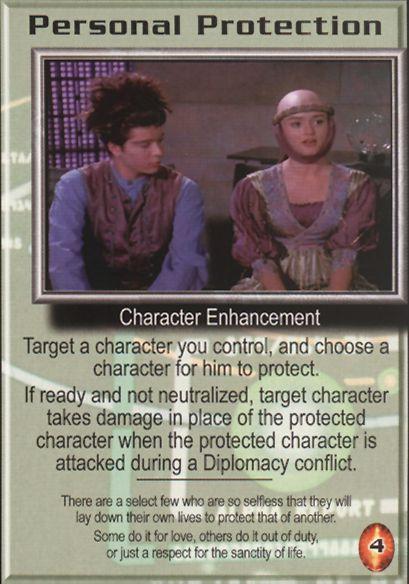 Personal Protection
Character Enhancement
Target a character you control, and choose a
character for him to protect.
If ready and not neutralized, target character
takes damage in place of the protected
character when the protected character is
attacked during a Diplomacy conflict.
There are a select few who are so selfless that they will
lay down their own lives to protect that of another.
Some do it for love, others do it out of duty,
or just a respect for the sanctity of life.
4